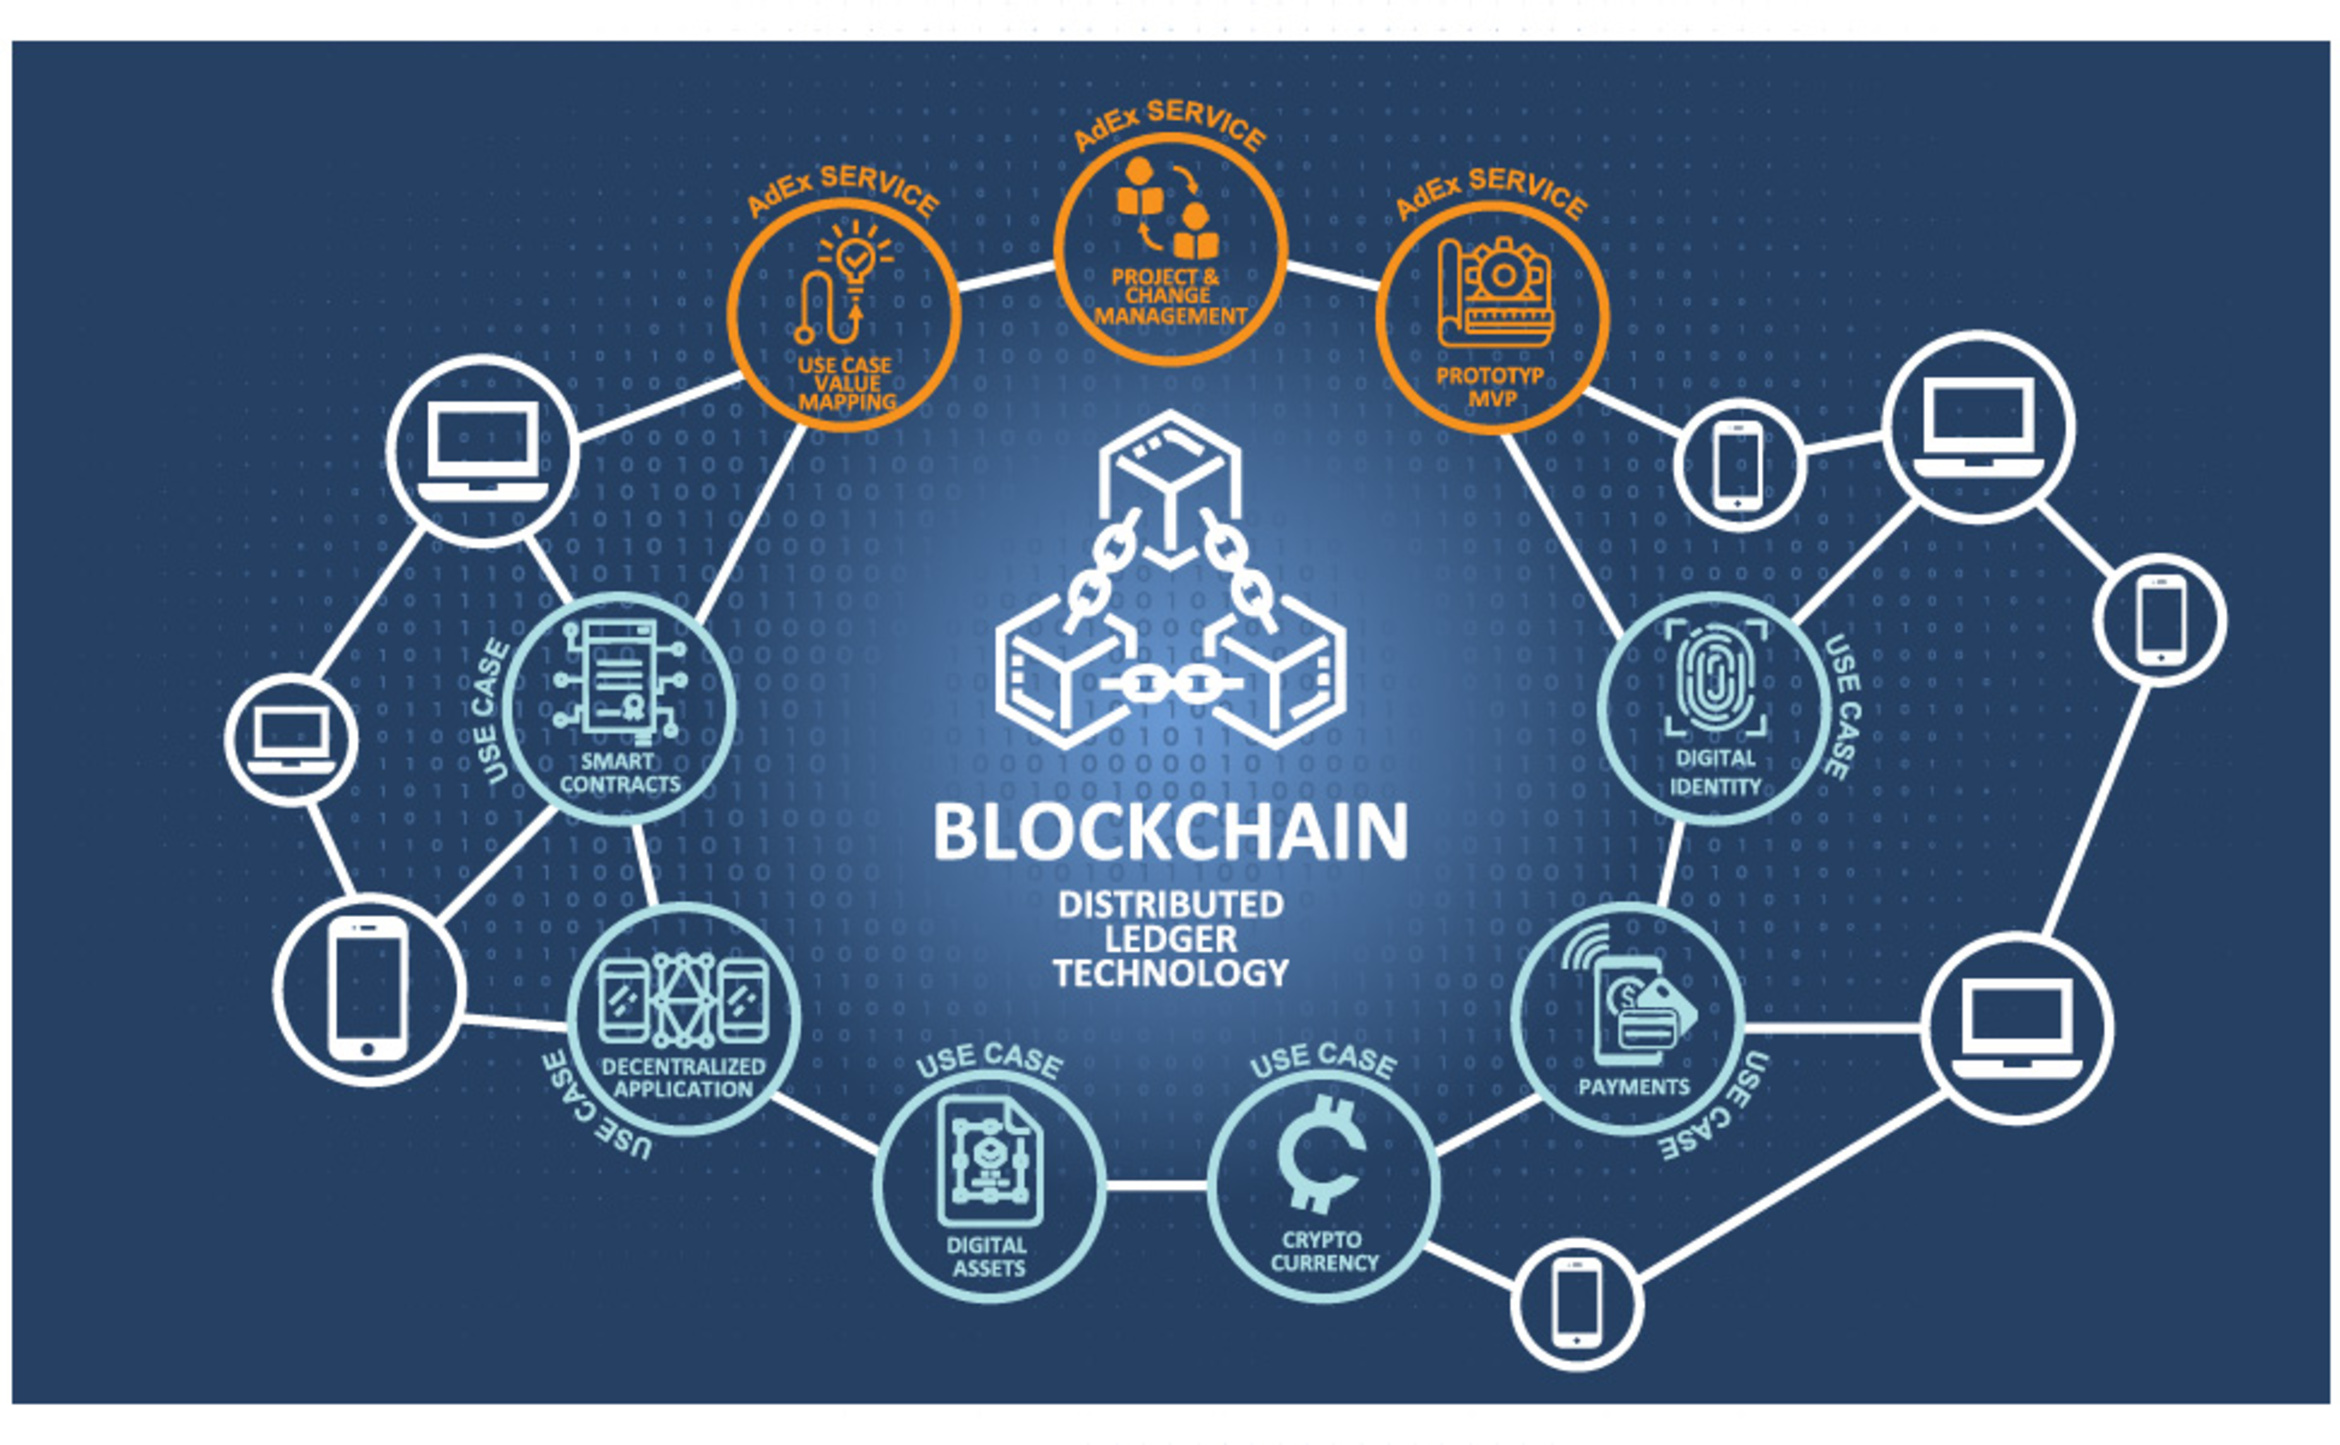 AdEx SERVICE
PROJECT &
CHANGE
MANAGEMENT
AdEx SERVICE
USE CASE
VALUE
MAPPING
AdEx SERVICE
PROTOTYP
MVP
USE CASE
SMART
CONTRACTS
USE CASE
DIGITAL
IDENTITY
BLOCKCHAIN
DISTRIBUTED
LEDGER
TECHNOLOGY
USE CASE
DECENTRALIZED
APPLICATION
USE CASE
DIGITAL
ASSETS
USE CASE
CRYPTO
CURRENCY
USE CASE
PAYMENTS